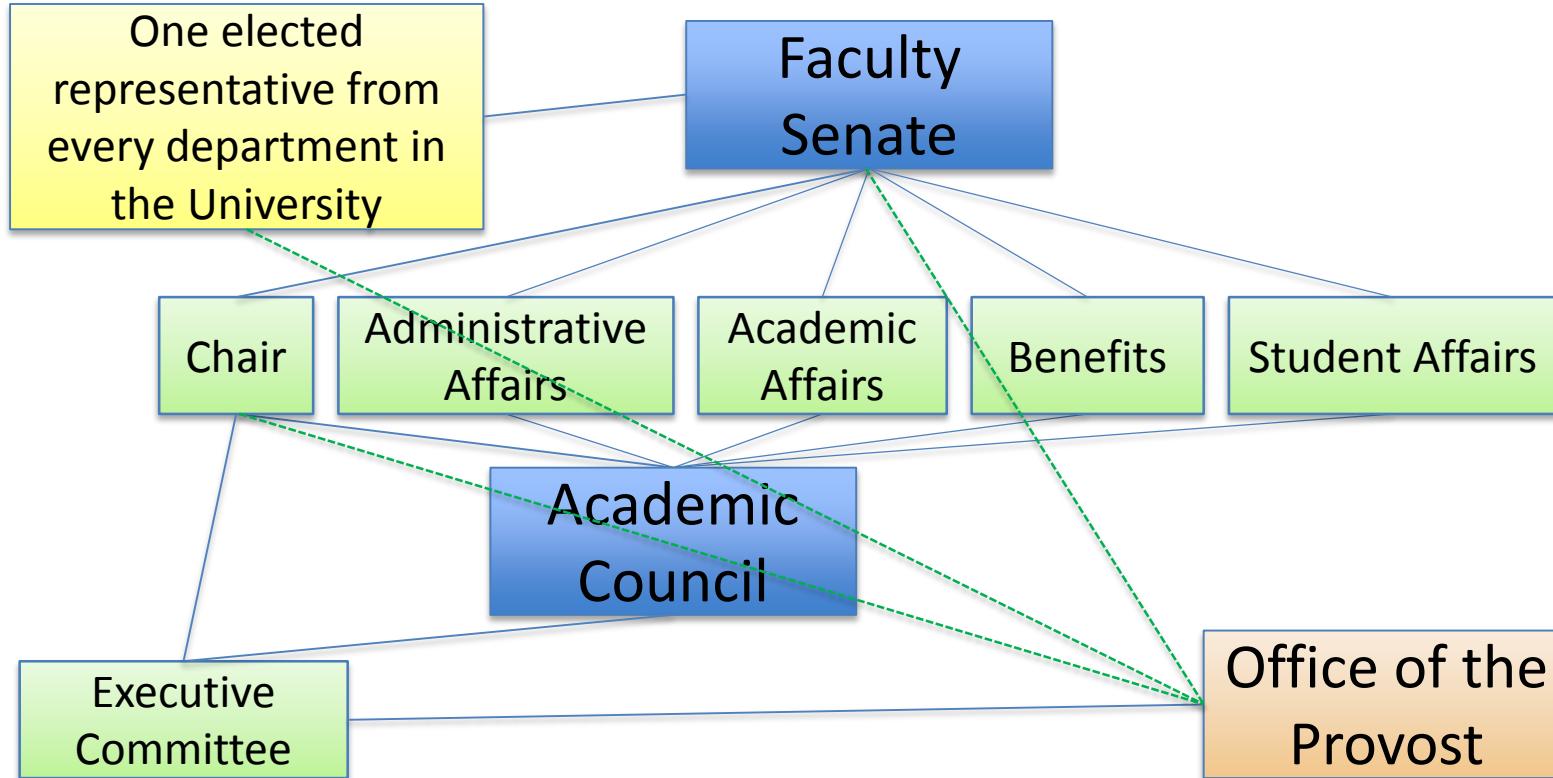 One elected
representative from
every department in
the University
Faculty
Senate
Chair
Administrative
Affairs
Academic
Affairs
Benefits
Student Affairs
Academic
Council
Executive
Committee
Office of the
Provost